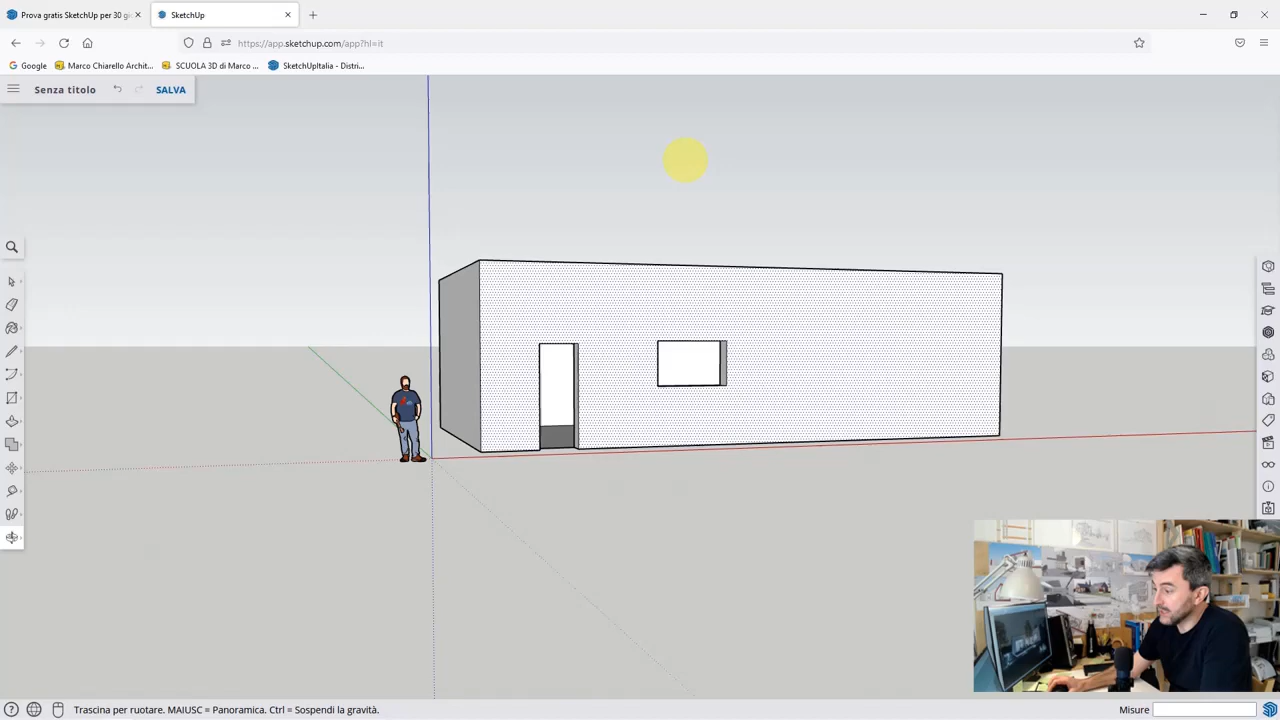 Prova gratis SketchUp per 30 gi
SketchUp
https://app.sketchup.com/app?hl=it
Google
Marco Chiarello Archit...
SCUOLA 3D di Marco ...
SketchUpItalia - Distri...
Senza titolo
SALVA
Trascina per ruotare. MAIUSC = Panoramica. Ctrl = Sospendi la gravità.
Misure